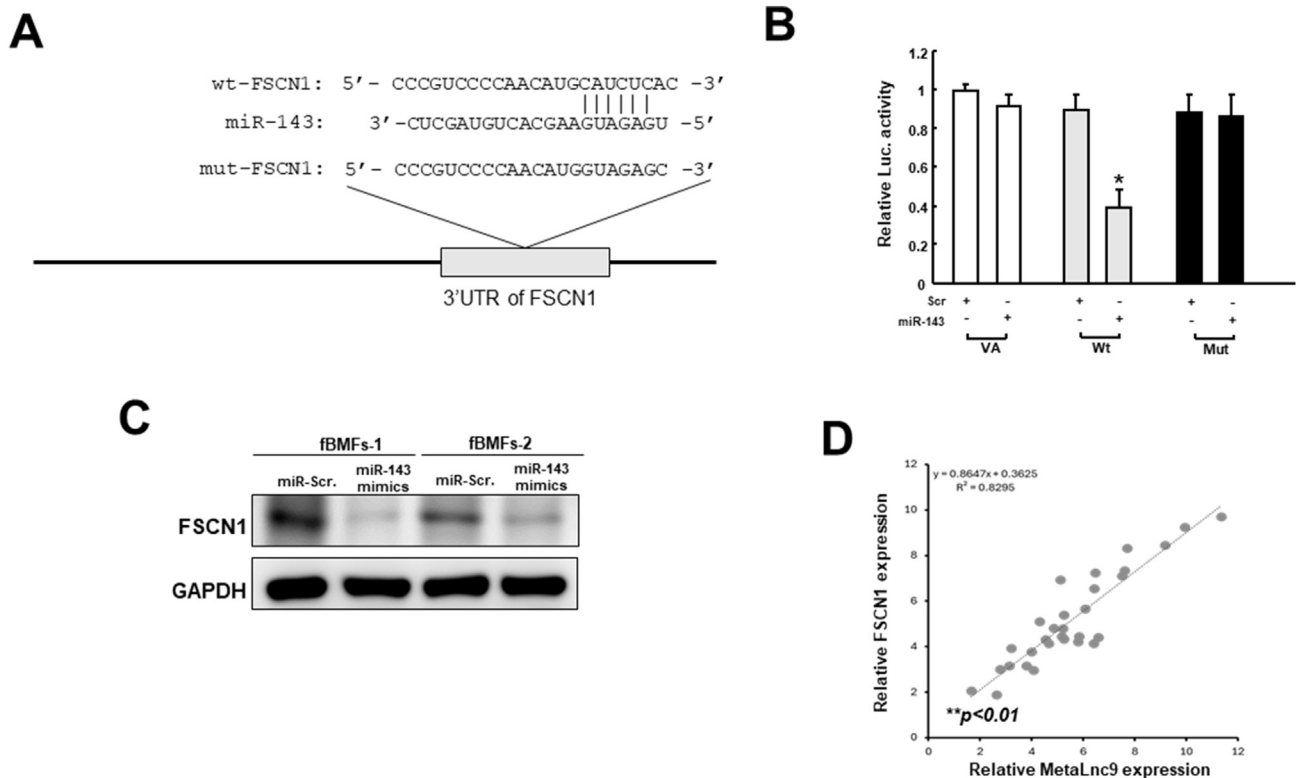 A
wt-FSCN1: 5’- CCCGUCCCCAACAUGCAUCUCAC -3’
miR-143: 3’-CUCGAUGUCACGAAGUAGAGU -5’
mut-FSCN1: 5’- CCCGUCCCCAACAUGGUAGAGC -3’
3’UTR of FSCN1
B
Relative Luc. activity
1.2
1
0.8
0.6
0.4
0.2
0
*
Scr + - + - + -
miR-143 - + - + - +
VA Wt Mut
C
fBMFs-1 fBMFs-2
miR-Scr. miR-143 mimics miR-Scr. miR-143 mimics
FSCN1
GAPDH
D
y = 0.8647x + 0.3625
R² = 0.8295
Relative FSCN1 expression
12
10
8
6
4
2
0
**p<0.01
0 2 4 6 8 10 12
Relative MetaLnc9 expression